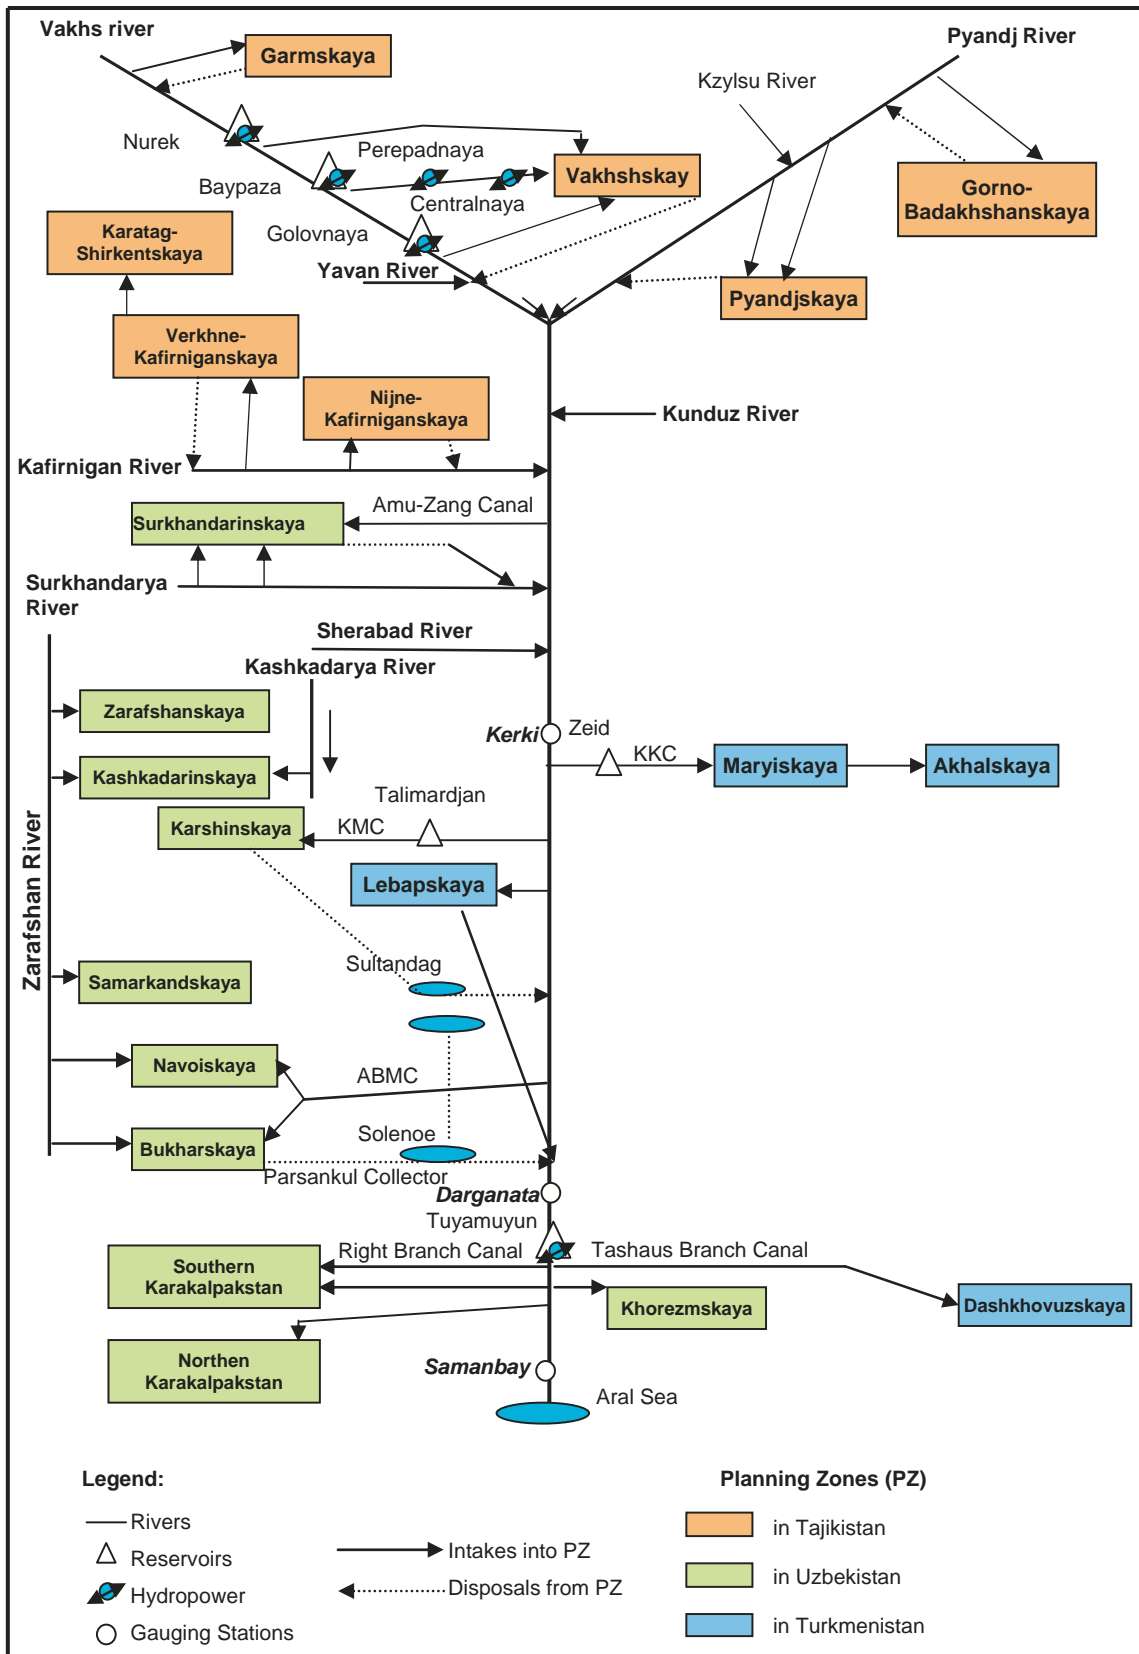 Vakhs river
Pyandj River
Garmskaya
Kzylsu River
Nurek
Perepadnaya
Baypaza
Vakhshskay
Centralnaya
Gorno-
Badakhshanskaya
Karatag-
Shirkentskaya
Golovnaya
Yavan River
Pyandjskaya
Verkhne-
Kafirniganskaya
Nijne-
Kafirniganskaya
Kunduz River
Kafirnigan River
Amu-Zang Canal
Surkhandarinskaya
Surkhandarya
River
Sherabad River
Kashkadarya River
Zarafshanskaya
Kerki
Zeid
KKC
Maryiskaya
Akhalskaya
Kashkadarinskaya
Talimardjan
Karshinskaya
KMC
Zarafshan River
Lebapskaya
Sultandag
Samarkandskaya
Navoiskaya
ABMC
Solenoe
Bukharskaya
Parsankul Collector
Darganata
Tuyamuyun
Right Branch Canal
Tashaus Branch Canal
Southern
Karakalpakstan
Khorezmskaya
Dashkhovuzskaya
Northen
Karakalpakstan
Samanbay
Aral Sea
Legend:
Planning Zones (PZ)
Rivers
in Tajikistan
Reservoirs
Intakes into PZ
Hydropower
Disposals from PZ
in Uzbekistan
Gauging Stations
in Turkmenistan